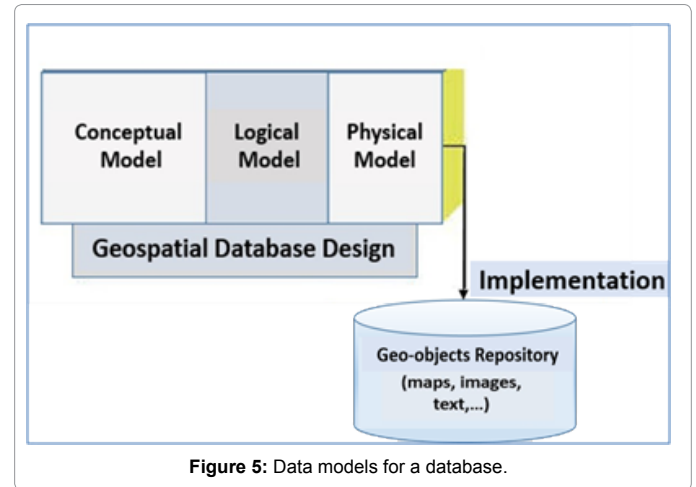 Conceptual
Model
Logical
Model
Physical
Model
Geospatial Database Design
Implementation
Geo-objects Repository
(maps, images,
text,...)
Figure 5: Data models for a database.